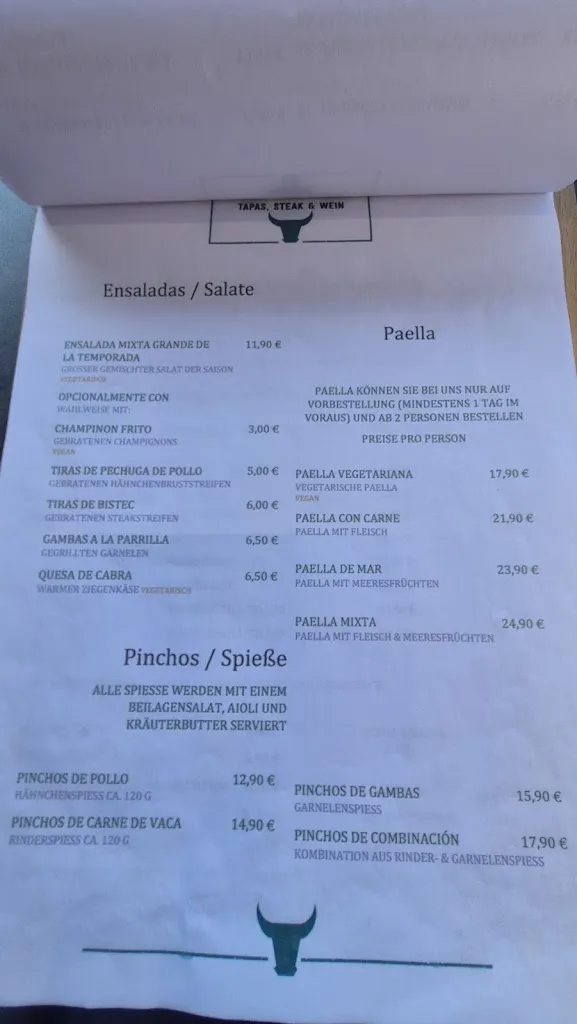 TAPAS, STEAK & WEIN
Ensaladas / Salate
ENSALADA MIXTA GRANDE DE 11,90 €
LA TEMPORADA
GROSSER GEMISCHTER SALAT DER SAISON
VEGETARISCH
OPCIONALMENTE CON
WAHLWEISE MIT:
CHAMPINON FRITO 3,00 €
GEBRATENEN CHAMPIGNONS
VEGAN
TIRAS DE PECHUGA DE POLLO 5,00 €
GEBRATENEN HÄHNCHENBRUSTSTREIFEN
TIRAS DE BISTEC 6,00 €
GEBRATENEN STEAKSTREIFEN
GAMBAS A LA PARRILLA 6,50 €
GEGRILLTEN GARNELEN
QUESA DE CABRA 6,50 €
WARMER ZIEGENKÄSE VEGETARISCH
Paella
PAELLA KÖNNEN SIE BEI UNS NUR AUF
VORBESTELLUNG (MINDESTENS 1 TAG IM
VORAUS) UND AB 2 PERSONEN BESTELLEN
PREISE PRO PERSON
PAELLA VEGETARIANA 17,90 €
VEGETARISCHE PAELLA
VEGAN
PAELLA CON CARNE 21,90 €
PAELLA MIT FLEISCH
PAELLA DE MAR 23,90 €
PAELLA MIT MEERESFRÜCHTEN
PAELLA MIXTA 24,90 €
PAELLA MIT FLEISCH & MEERESFRÜCHTEN
Pinchos / Spieße
ALLE SPIESSE WERDEN MIT EINEM
BEILAGENSALAT, AIOLI UND
KRÄUTERBUTTER SERVIERT
PINCHOS DE POLLO 12,90 €
HÄHNCHENSPIESS CA. 120 G
PINCHOS DE CARNE DE VACA 14,90 €
RINDERSPIESS CA. 120 G
PINCHOS DE GAMBAS 15,90 €
GARNELENSPIESS
PINCHOS DE COMBINACIÓN 17,90 €
KOMBINATION AUS RINDER- & GARNELENSPIESS